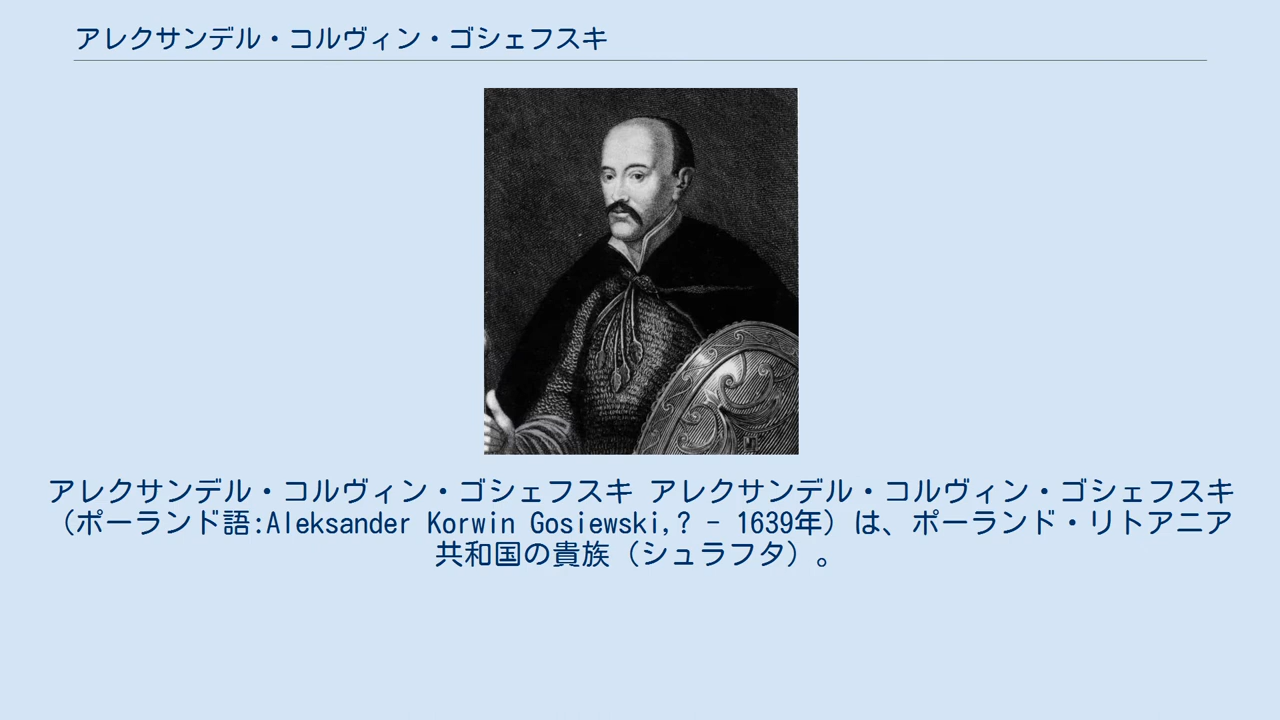 アレクサンデル・コルヴィン・ゴシェフスキ
アレクサンデル・コルヴィン・ゴシェフスキ アレクサンデル・コルヴィン・ゴシェフスキ
（ポーランド語:Aleksander Korwin Gosiewski,? - 1639年）は、ポーランド・リトアニア
共和国の貴族（シュラフタ）。